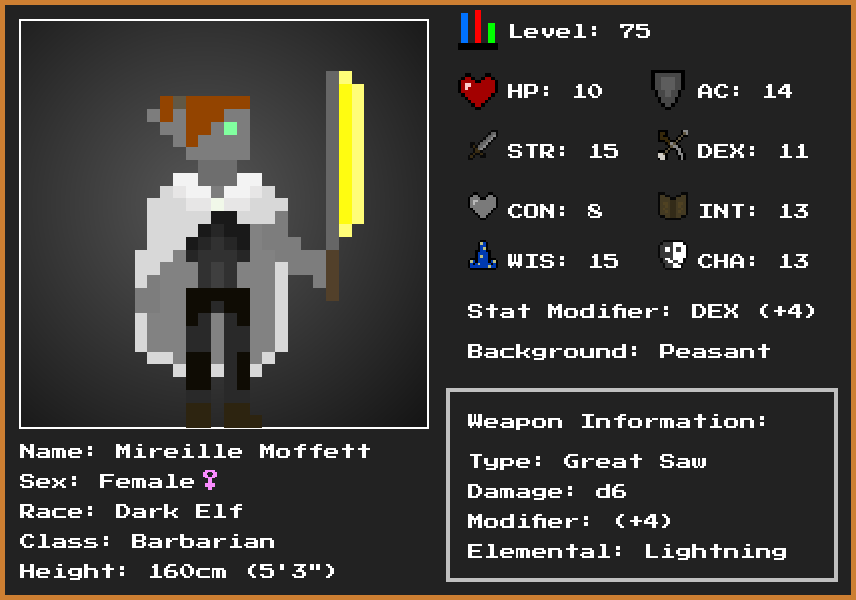 Level: 75
HP: 10
AC: 14
STR: 15
DEX: 11
CON: 8
INT: 13
WIS: 15
CHA: 13
Stat Modifier: DEX (+4)
Background: Peasant
Weapon Information:
Type: Great Saw
Damage: d6
Modifier: (+4)
Elemental: Lightning
Name: Mireille Moffett
Sex: Female♀
Race: Dark Elf
Class: Barbarian
Height: 160cm (5'3")